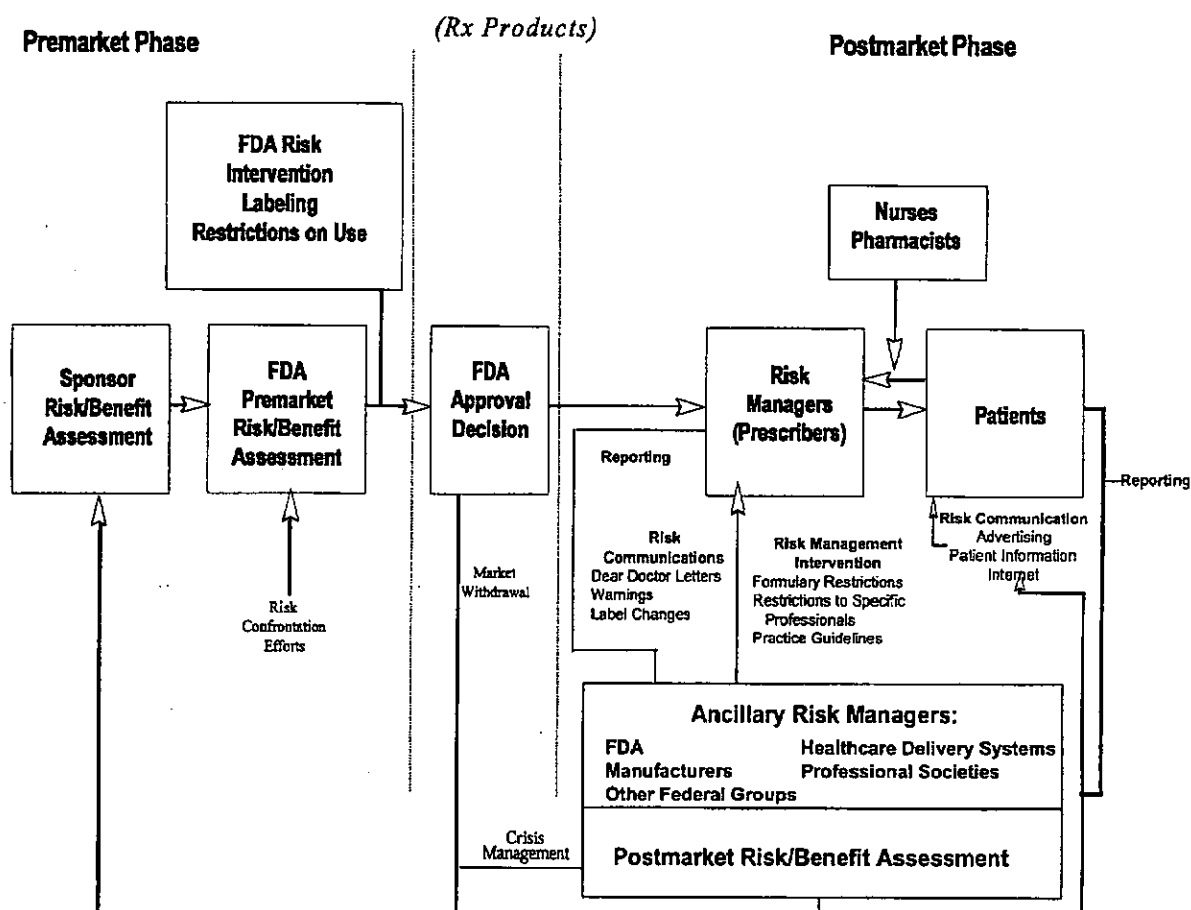 (Rx Products)
Premarket Phase
Postmarket Phase
FDA Risk
Intervention
Labeling
Restrictions on Use
Nurses
Pharmacists
Sponsor
Risk/Benefit
Assessment
FDA
Premarket
Risk/Benefit
Assessment
FDA
Approval
Decision
Risk
Managers
(Prescribers)
Patients
Reporting
Reporting
Risk
Confrontation
Efforts
Market
Withdrawal
Risk
Communications
Dear Doctor Letters
Warnings
Label Changes
Risk Management
Intervention
Formulary Restrictions
Restrictions to Specific
Professionals
Practice Guidelines
Risk Communication
Advertising
Patient Information
Internet
Ancillary Risk Managers:
FDA
Manufacturers
Other Federal Groups
Healthcare Delivery Systems
Professional Societies
Crisis
Management
Postmarket Risk/Benefit Assessment